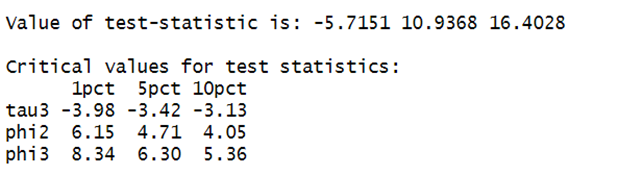 Value of test-statistic is: -5.7151 10.9368 16.4028
Critical values for test statistics:
1pct 5pct 10pct
tau3 -3.98 -3.42 -3.13
phi2 6.15 4.71 4.05
phi3 8.34 6.30 5.36